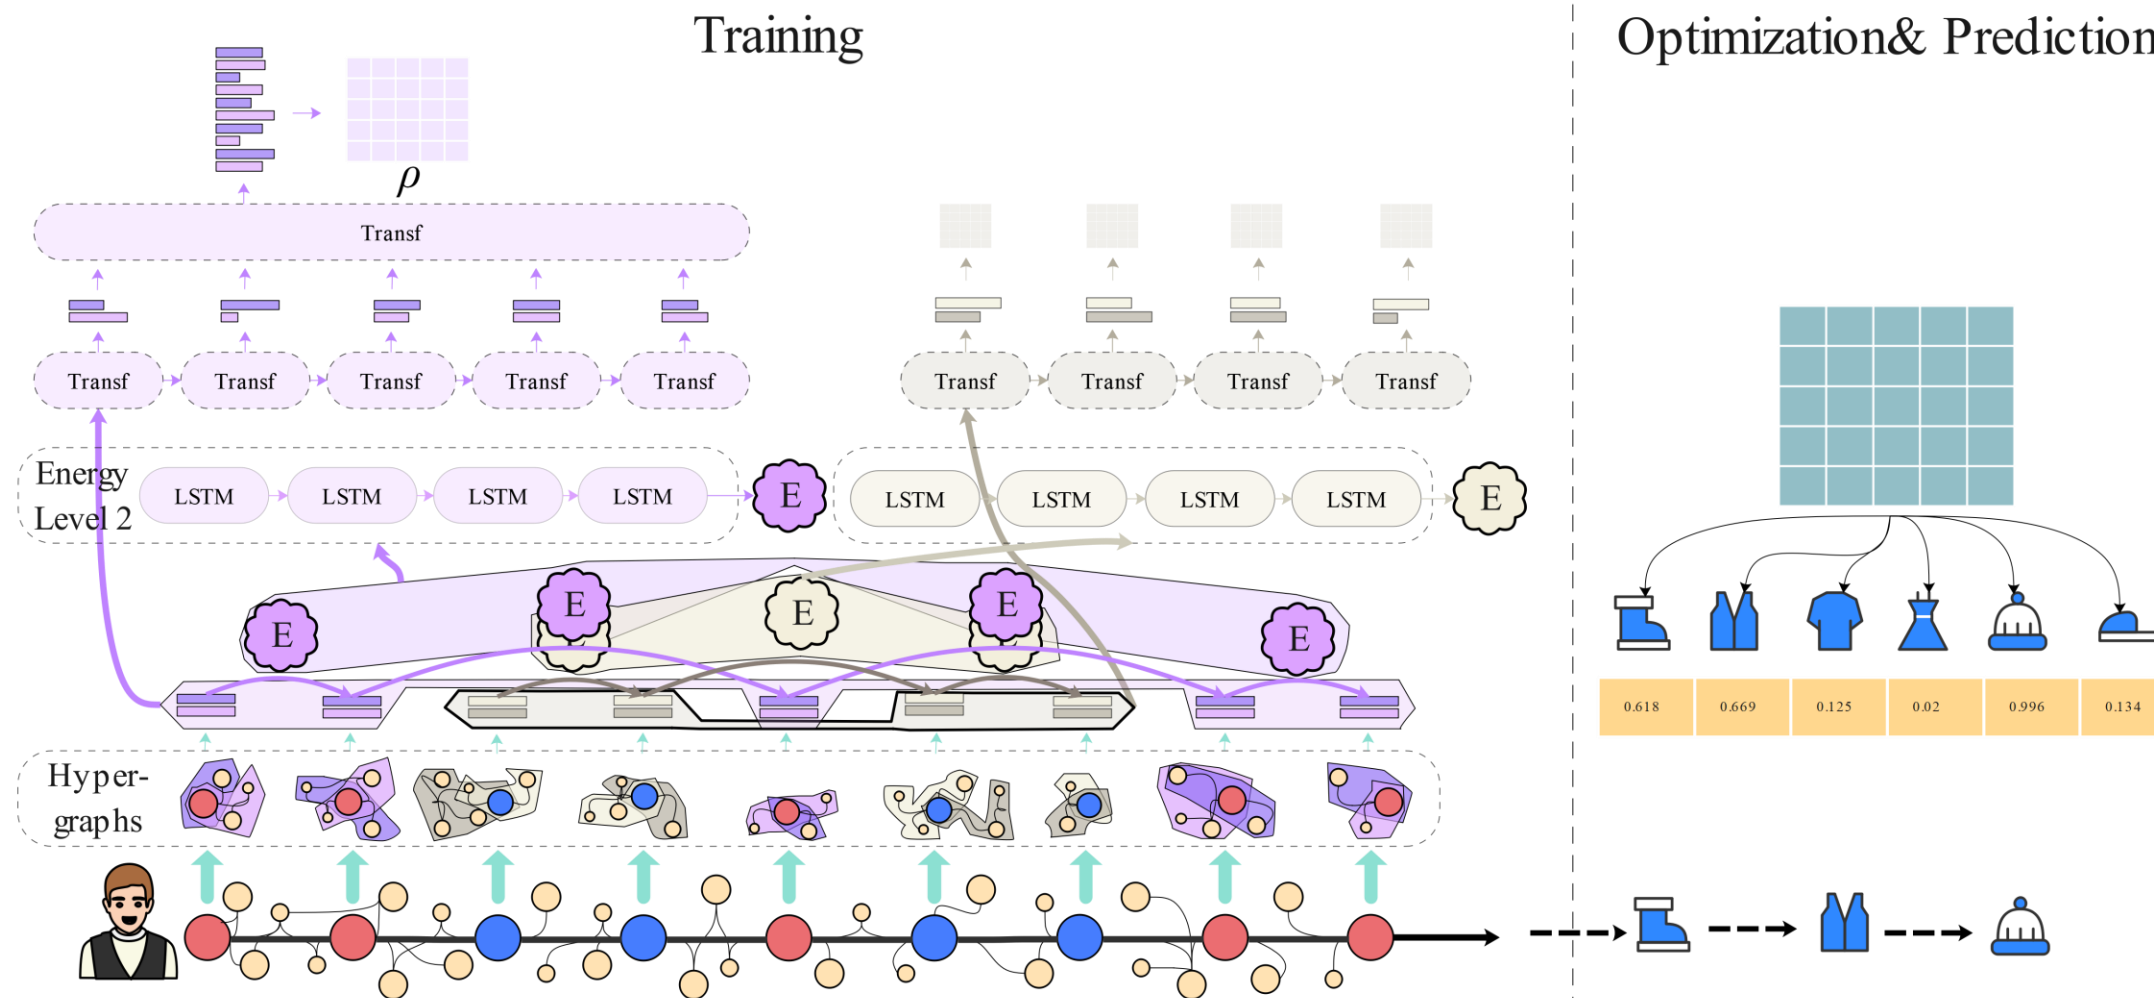 Training
Optimization& Prediction
ρ
Transf
Transf Transf Transf Transf Transf
Transf Transf Transf Transf
Energy
Level 2
LSTM LSTM LSTM LSTM
E
LSTM LSTM LSTM LSTM
E
E
E
E
E
E
0.618 0.669 0.125 0.02 0.996 0.134
Hyper-
graphs